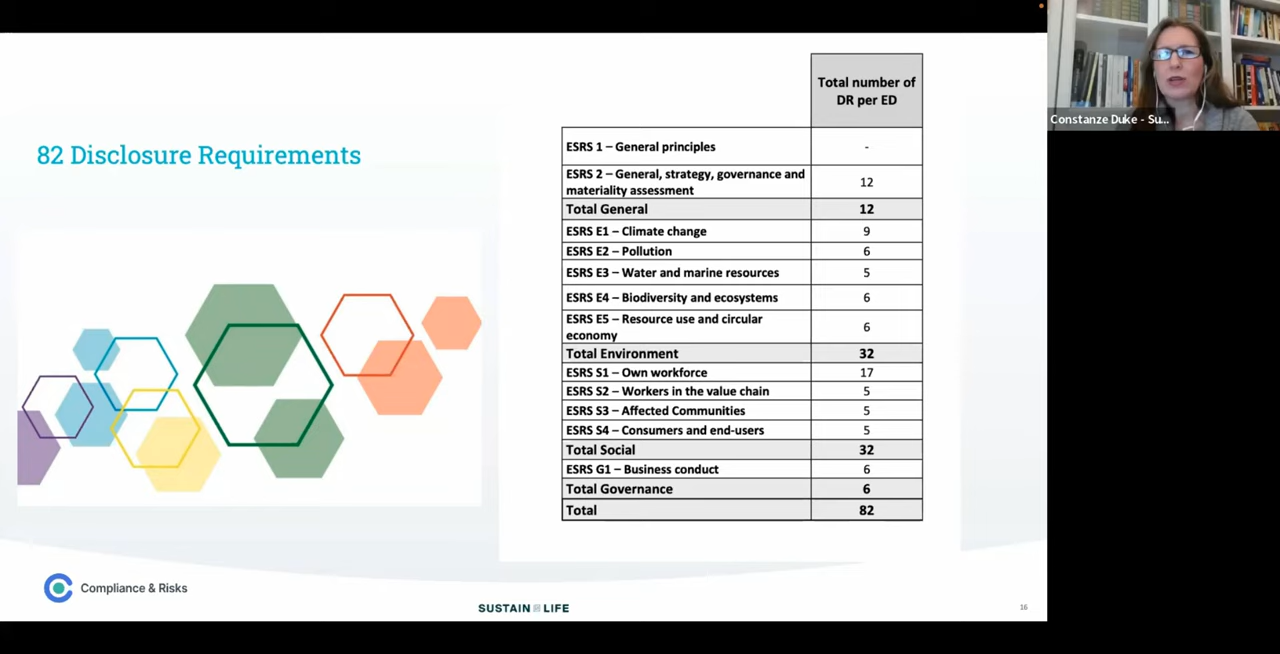 82 Disclosure Requirements
Total number of
DR per ED
ESRS 1 – General principles -
ESRS 2 – General, strategy, governance and
materiality assessment 12
Total General 12
ESRS E1 – Climate change 9
ESRS E2 – Pollution 6
ESRS E3 – Water and marine resources 5
ESRS E4 – Biodiversity and ecosystems 6
ESRS E5 – Resource use and circular
economy 6
Total Environment 32
ESRS S1 – Own workforce 17
ESRS S2 – Workers in the value chain 5
ESRS S3 – Affected Communities 5
ESRS S4 – Consumers and end-users 5
Total Social 32
ESRS G1 – Business conduct 6
Total Governance 6
Total 82
Compliance & Risks
SUSTAIN LIFE
16
Constanze Duke - Su...